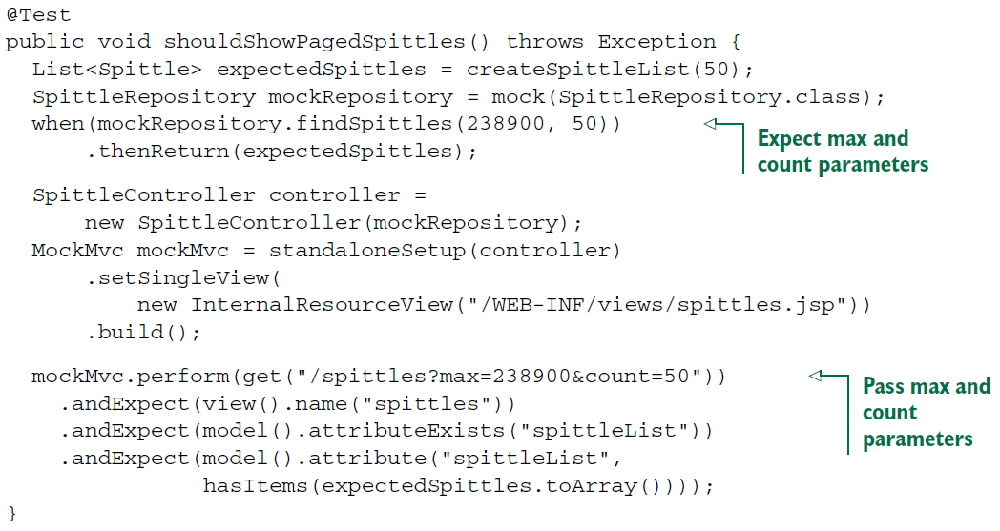 @Test
public void shouldShowPagedSpittles() throws Exception {
  List<Spittle> expectedSpittles = createSpittleList(50);
  SpittleRepository mockRepository = mock(SpittleRepository.class);
  when(mockRepository.findSpittles(238900, 50))
      .thenReturn(expectedSpittles);
Expect max and
count parameters
  SpittleController controller =
      new SpittleController(mockRepository);
  MockMvc mockMvc = standaloneSetup(controller)
      .setSingleView(
          new InternalResourceView("/WEB-INF/views/spittles.jsp"))
      .build();
  mockMvc.perform(get("/spittles?max=238900&count=50"))
    .andExpect(view().name("spittles"))
    .andExpect(model().attributeExists("spittleList"))
    .andExpect(model().attribute("spittleList",
               hasItems(expectedSpittles.toArray())));
Pass max and
count
parameters
}